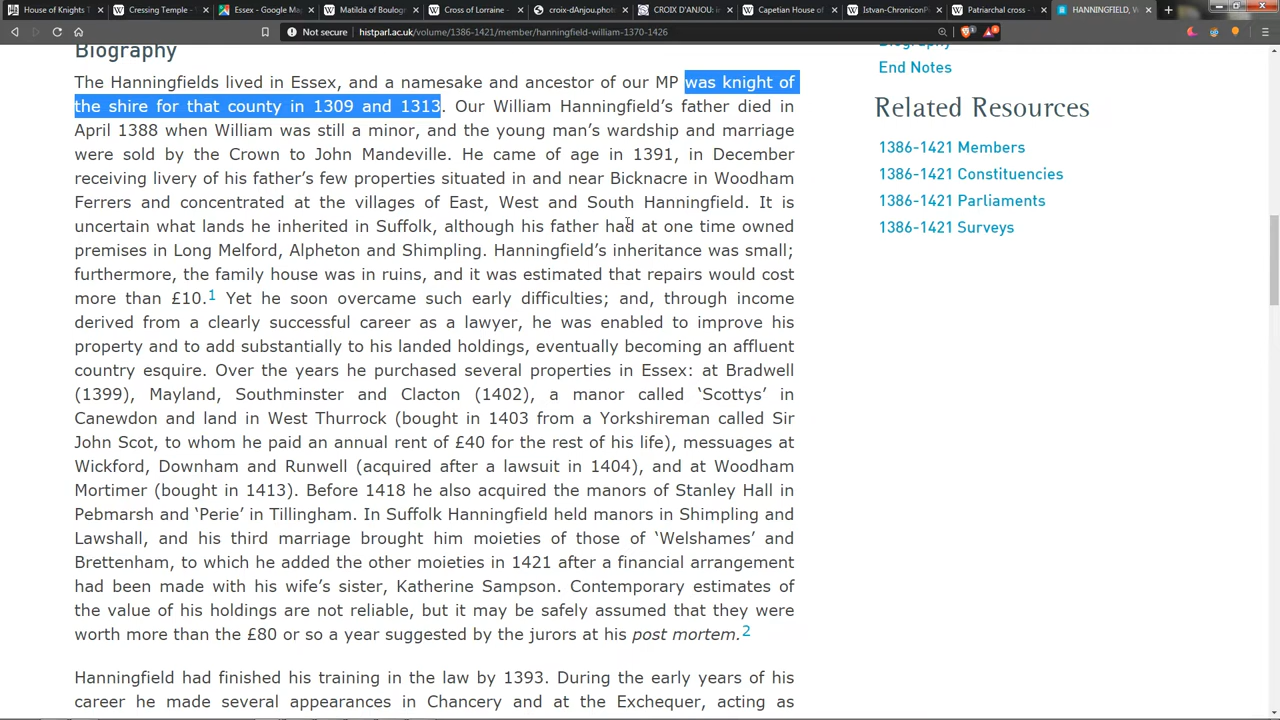 House of Knights T
Cressing Temple -
Essex - Google Ma
Matilda of Boulog
Cross of Lorraine -
croix-dAnjou.photo
CROIX D'ANJOU:
Capetian House o
Istvan-ChroniconP
Patriarchal cross -
HANNINGFIELD, W
Not secure
histparl.ac.uk/volume/1386-1421/member/hanningfield-william-1370-1426
Biography
The Hanningfields lived in Essex, and a namesake and ancestor of our MP was knight of
the shire for that county in 1309 and 1313. Our William Hanningfield's father died in
April 1388 when William was still a minor, and the young man's wardship and marriage
were sold by the Crown to John Mandeville. He came of age in 1391, in December
receiving livery of his father's few properties situated in and near Bicknacre in Woodham
Ferrers and concentrated at the villages of East, West and South Hanningfield. It is
uncertain what lands he inherited in Suffolk, although his father had at one time owned
premises in Long Melford, Alpheton and Shimpling. Hanningfield's inheritance was small;
furthermore, the family house was in ruins, and it was estimated that repairs would cost
more than £10.1 Yet he soon overcame such early difficulties; and, through income
derived from a clearly successful career as a lawyer, he was enabled to improve his
property and to add substantially to his landed holdings, eventually becoming an affluent
country esquire. Over the years he purchased several properties in Essex: at Bradwell
(1399), Mayland, Southminster and Clacton (1402), a manor called ‘Scottys’ in
Canewdon and land in West Thurrock (bought in 1403 from a Yorkshireman called Sir
John Scot, to whom he paid an annual rent of £40 for the rest of his life), messuages at
Wickford, Downham and Runwell (acquired after a lawsuit in 1404), and at Woodham
Mortimer (bought in 1413). Before 1418 he also acquired the manors of Stanley Hall in
Pebmarsh and ‘Perie’ in Tillingham. In Suffolk Hanningfield held manors in Shimpling and
Lawshall, and his third marriage brought him moieties of those of ‘Welshames’ and
Brettenham, to which he added the other moieties in 1421 after a financial arrangement
had been made with his wife's sister, Katherine Sampson. Contemporary estimates of
the value of his holdings are not reliable, but it may be safely assumed that they were
worth more than the £80 or so a year suggested by the jurors at his post mortem.2
Hanningfield had finished his training in the law by 1393. During the early years of his
career he made several appearances in Chancery and at the Exchequer, acting as
Biography
End Notes
Related Resources
1386-1421 Members
1386-1421 Constituencies
1386-1421 Parliaments
1386-1421 Surveys